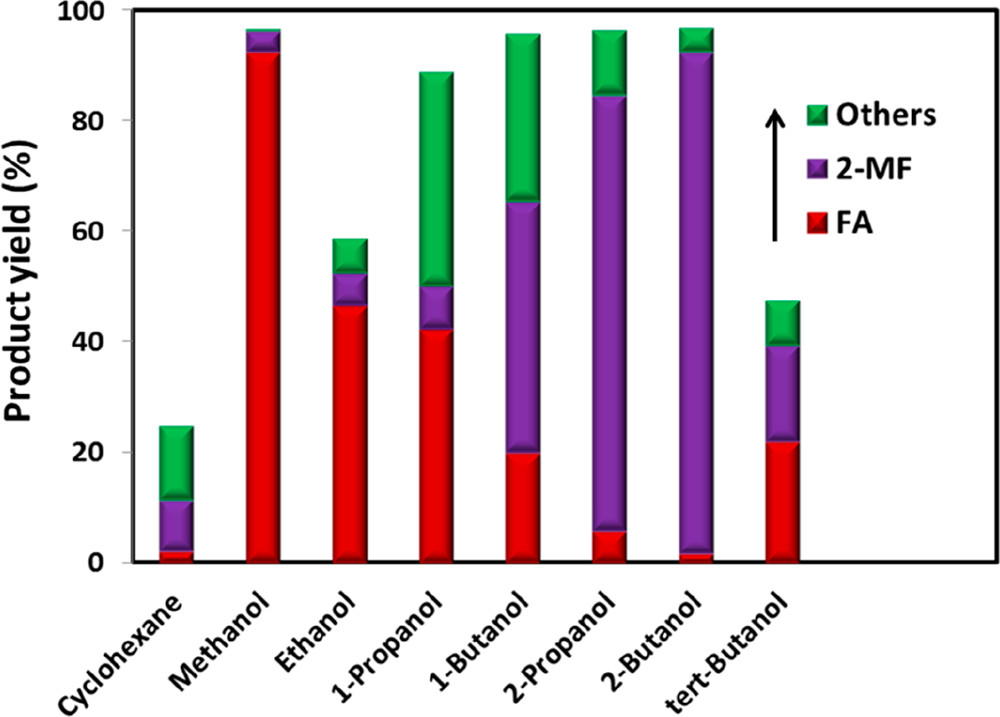 Product yield (%)
100
80
60
40
20
0
Others
2-MF
FA
Cyclohexane
Methanol
Ethanol
1-Propanol
1-Butanol
2-Propanol
2-Butanol
tert-Butanol